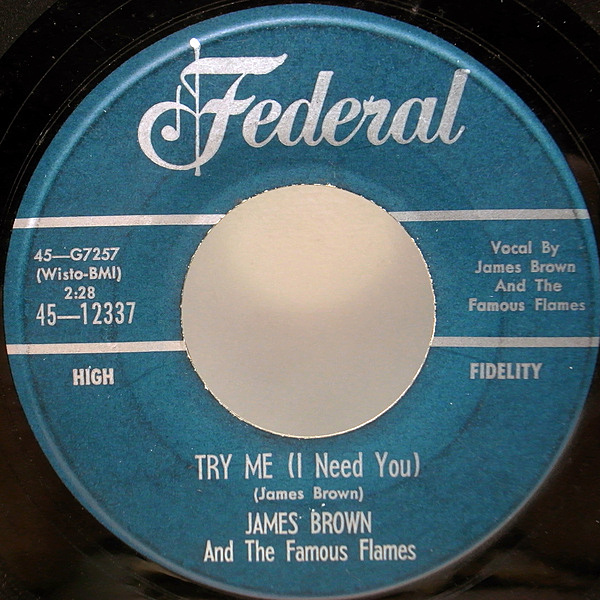 Federal
45—G7257
(Wisto-BMI)
2:28
45—12337
Vocal By
James Brown
And The
Famous Flames
HIGH
FIDELITY
TRY ME (I Need You)
(James Brown)
JAMES BROWN
And The Famous Flames